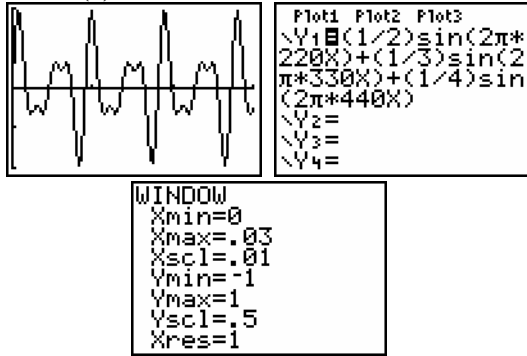 Plot1 Plot2 Plot3
\Y₁=(1/2)sin(2π*
220X)+(1/3)sin(2
π*330X)+(1/4)sin
(2π*440X)
\Y₂=
\Y₃=
\Y₄=
WINDOW
Xmin=0
Xmax=.03
Xscl=.01
Ymin=-1
Ymax=1
Yscl=.5
Xres=1